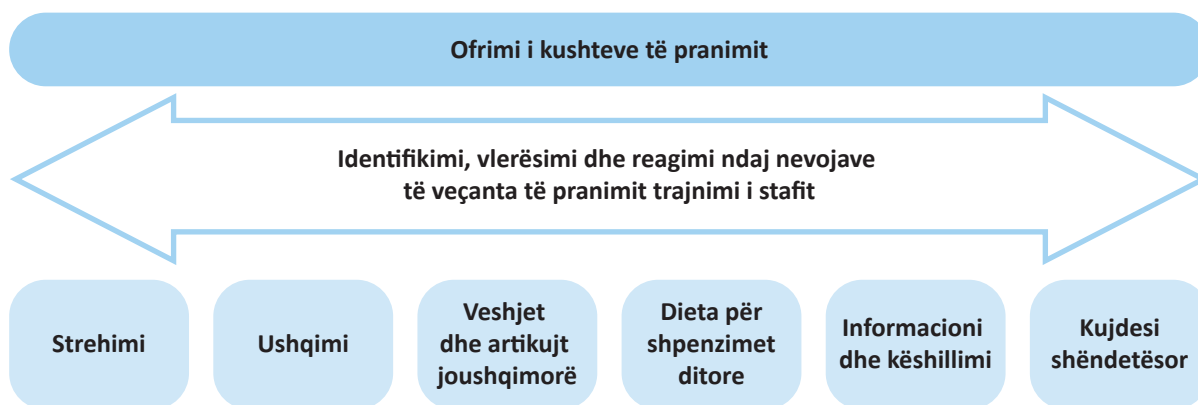 Ofrimi i kushteve të pranimit
Identifikimi, vlerësimi dhe reagimi ndaj nevojave
të veçanta të pranimit trajnimi i stafit
Strehimi
Ushqimi
Veshjet
dhe artikujt
joushqimorë
Dieta për
shpenzimet
ditore
Informacioni
dhe këshillimi
Kujdesi
shëndetësor